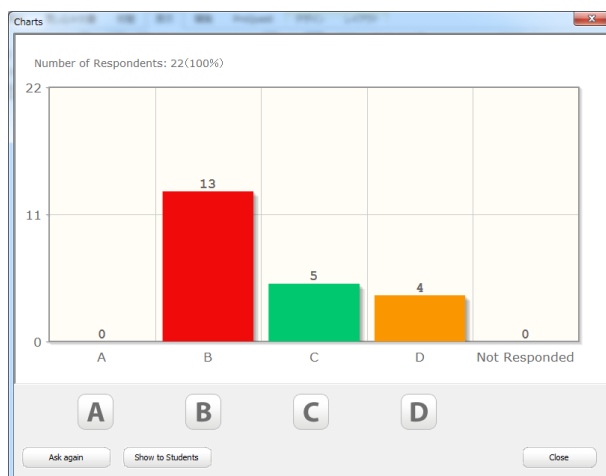 Charts
Number of Respondents: 22(100%)
22
13
11
5
4
0
0
0
A
B
C
D
Not Responded
A
B
C
D
Ask again
Show to Students
Close